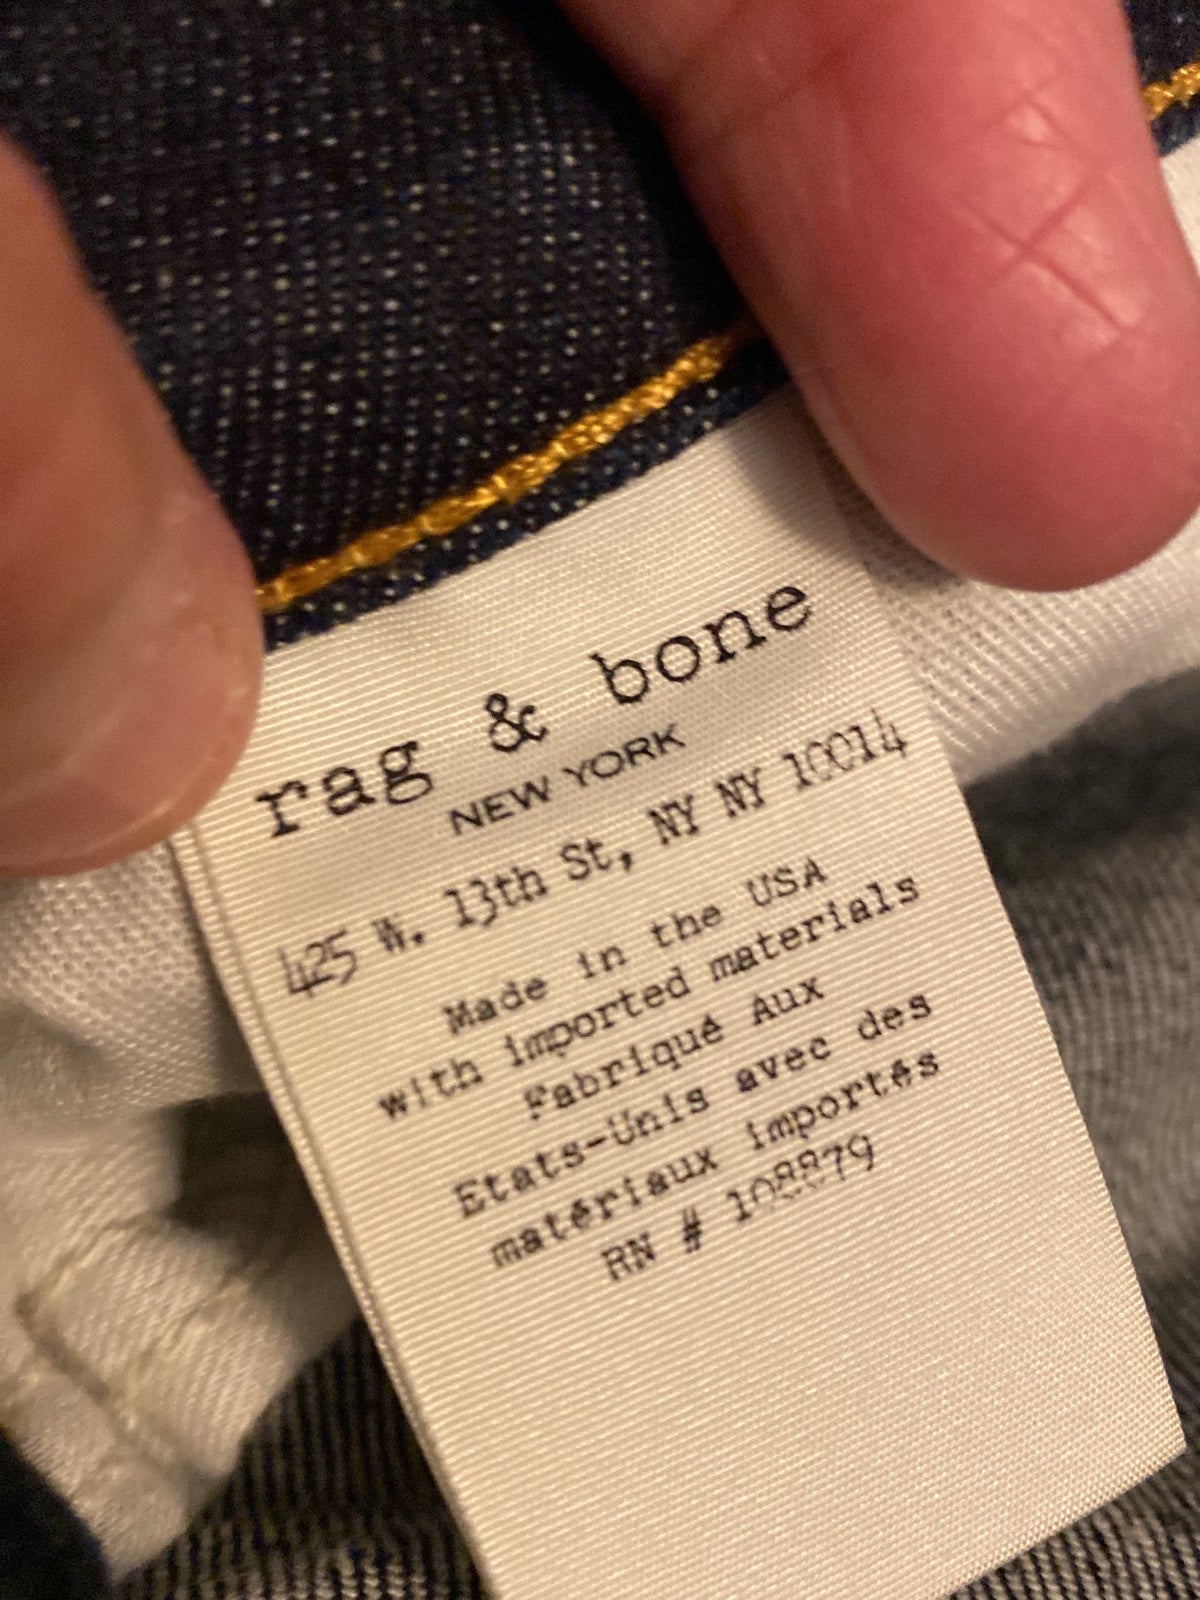 rag & bone
NEW YORK
425 W. 13th St, NY NY 10014
Made in the USA
with imported materials
Fabriqué Aux
Etats-Unis avec des
matériaux importés
RN # 108879